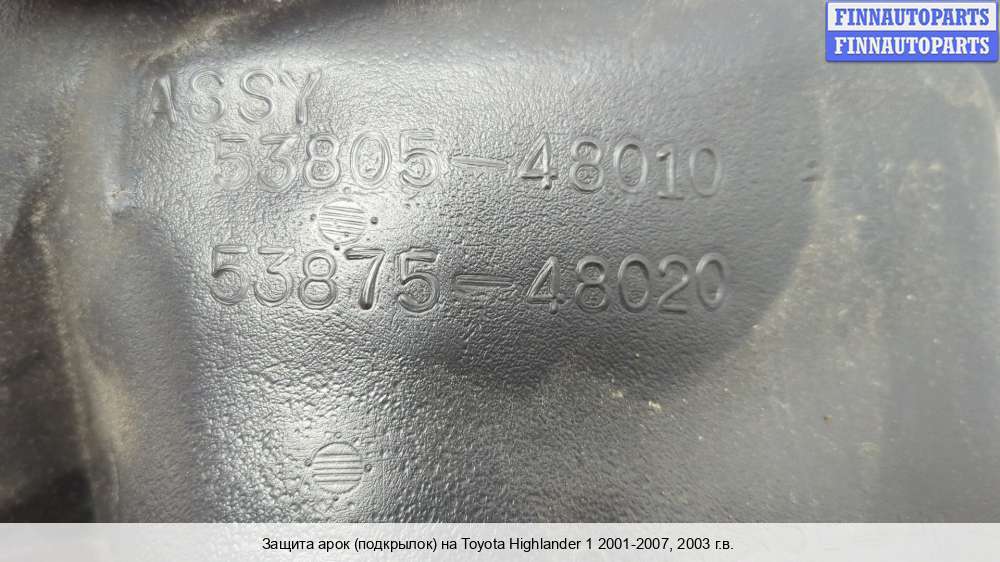 FINNAUTOPARTS
FINNAUTOPARTS
ASSY
53805-48010
53875-48020
Защита арок (подкрылок) на Toyota Highlander 1 2001-2007, 2003 г.в.